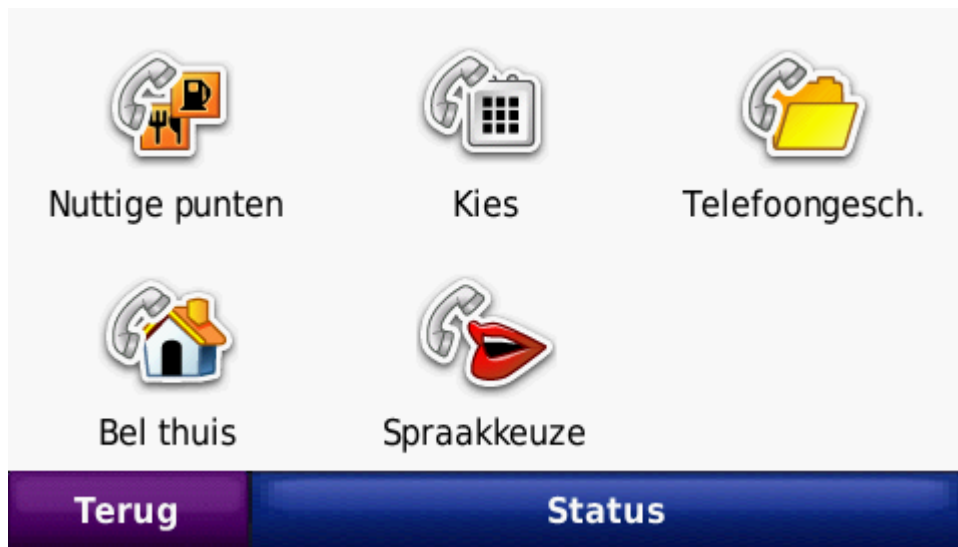 Nuttige punten
Kies
Telefoongesch.
Bel thuis
Spraakkeuze
Terug
Status